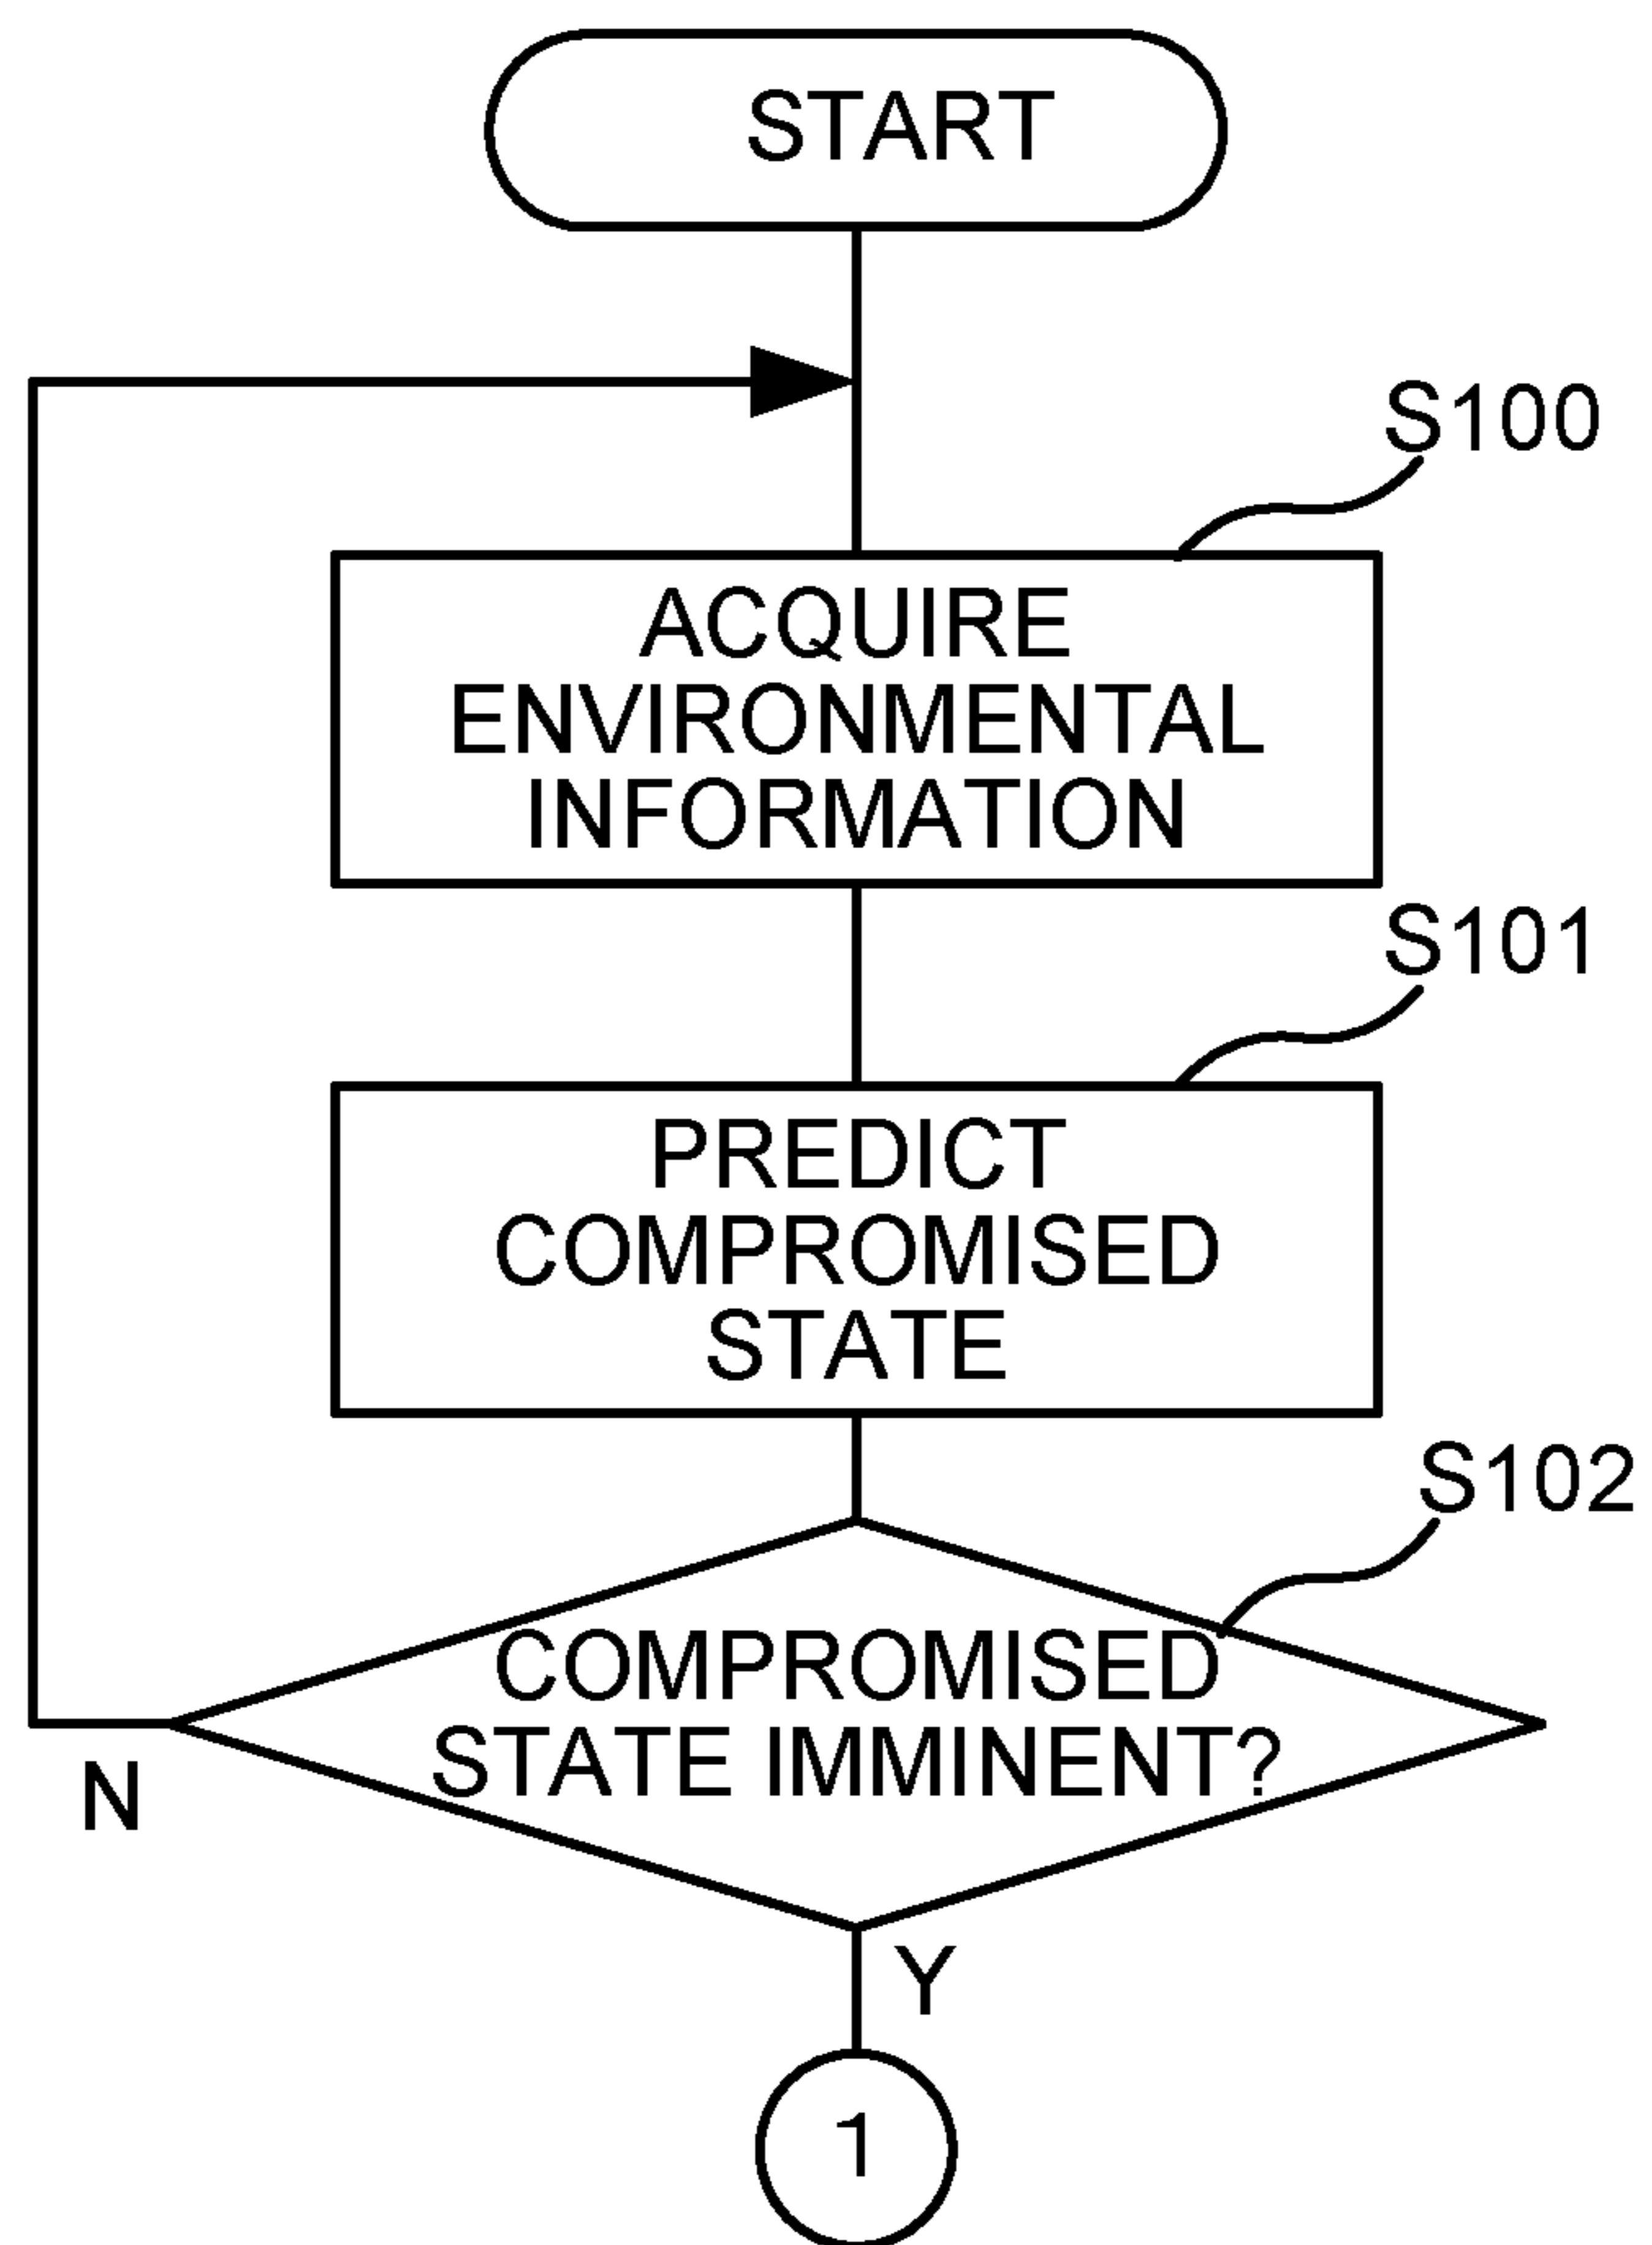 START
S100
ACQUIRE
ENVIRONMENTAL
INFORMATION
S101
PREDICT
COMPROMISED
STATE
S102
COMPROMISED
STATE IMMINENT?
N
Y
1